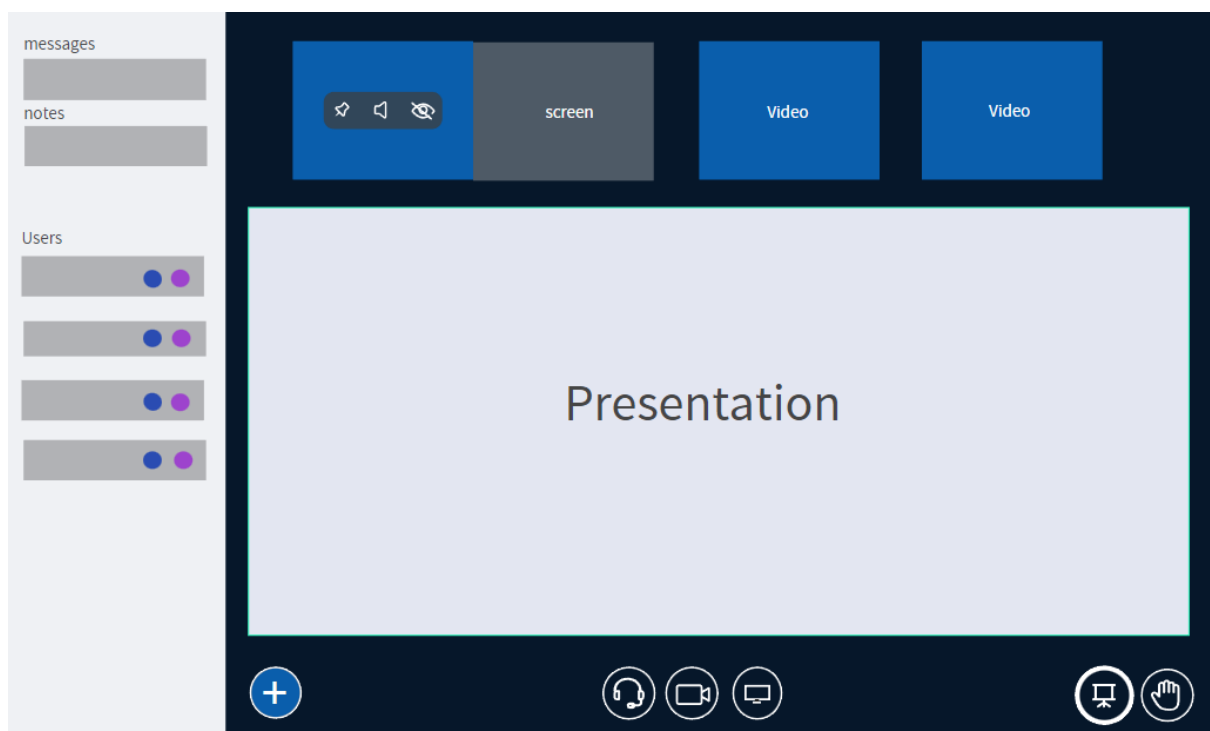 messages
notes
Users
screen
Video
Video
Presentation